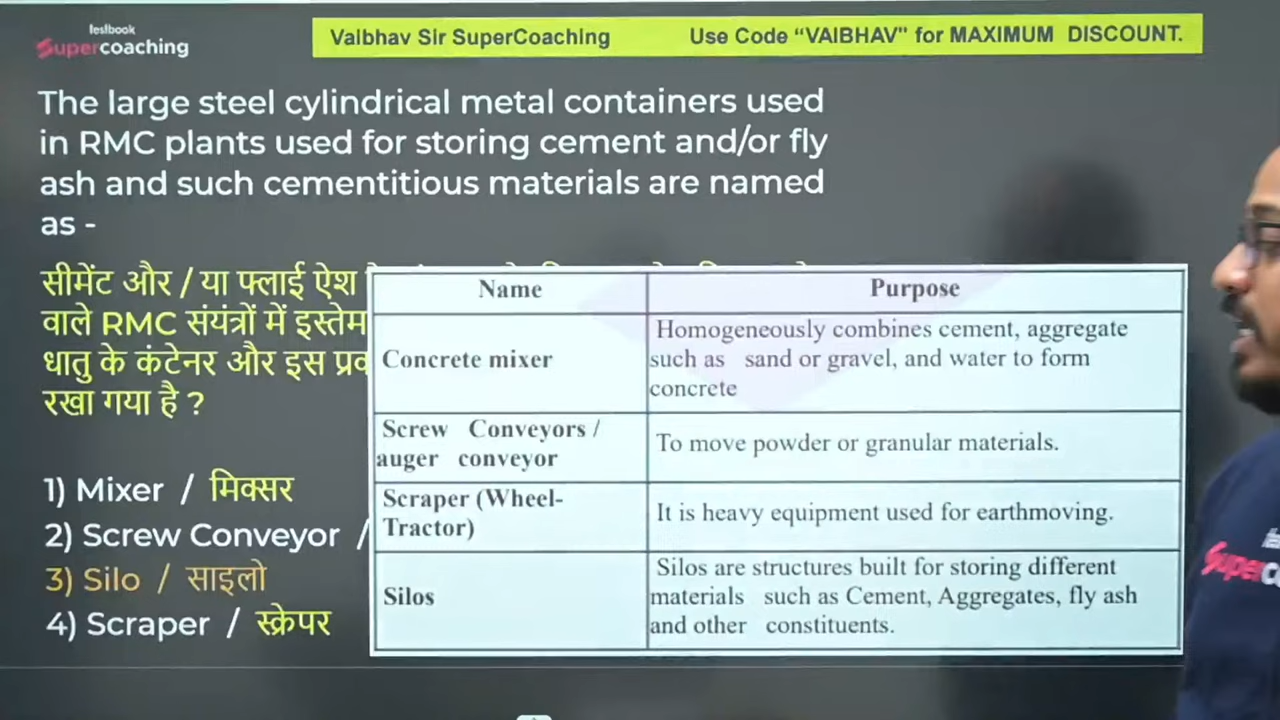 testbook
Supercoaching
Vaibhav Sir SuperCoaching Use Code “VAIBHAV” for MAXIMUM DISCOUNT.
The large steel cylindrical metal containers used
in RMC plants used for storing cement and/or fly
ash and such cementitious materials are named
as -
सीमेंट और / या फ्लाई ऐश
वाले RMC संयंत्रों में इस्तेम
धातु के कंटेनर और इस प्रक
रखा गया है ?
1) Mixer / मिक्सर
2) Screw Conveyor /
3) Silo / साइलो
4) Scraper / स्क्रेपर
Name Purpose
Concrete mixer
Homogeneously combines cement, aggregate
such as sand or gravel, and water to form
concrete
Screw Conveyors /
auger conveyor
To move powder or granular materials.
Scraper (Wheel-
Tractor)
It is heavy equipment used for earthmoving.
Silos
Silos are structures built for storing different
materials such as Cement, Aggregates, fly ash
and other constituents.